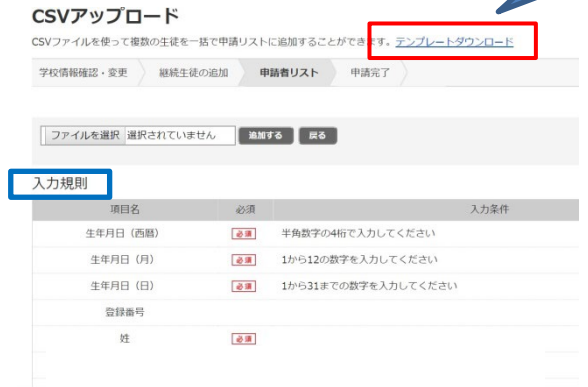 CSVアップロード
CSVファイルを使って複数の生徒を一括で申請リストに追加することができます。テンプレートダウンロード
学校情報確認・変更 継続生徒の追加 申請者リスト 申請完了
ファイルを選択 選択されていません 追加する 戻る
入力規則
項目名 必須 入力条件
生年月日（西暦） 必須 半角数字の4桁で入力してください
生年月日（月） 必須 1から12の数字を入力してください
生年月日（日） 必須 1から31までの数字を入力してください
登録番号
姓 必須